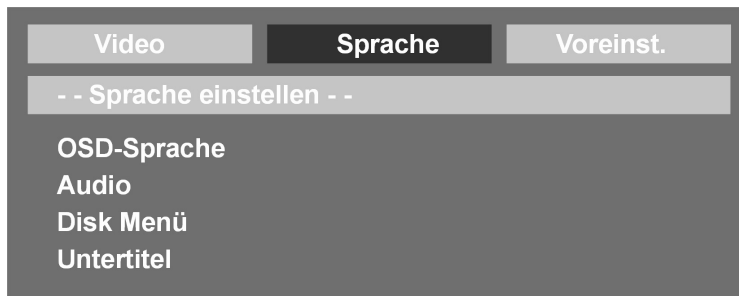 Video Sprache Voreinst.
- - Sprache einstellen - -
OSD-Sprache
Audio
Disk Menü
Untertitel